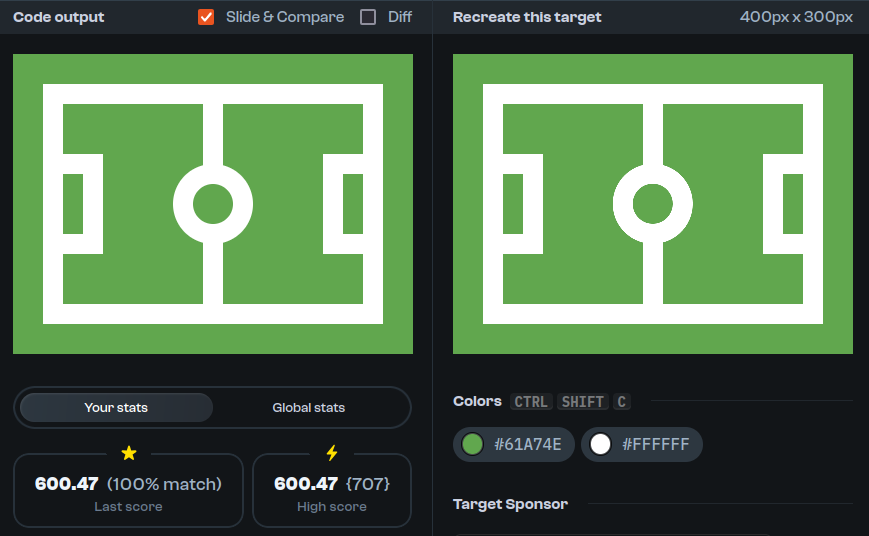 Code output
Slide & Compare
Diff
Recreate this target
400px x 300px
Your stats
Global stats
600.47 (100% match)
Last score
600.47 {707}
High score
Colors CTRL SHIFT C
#61A74E
#FFFFFF
Target Sponsor